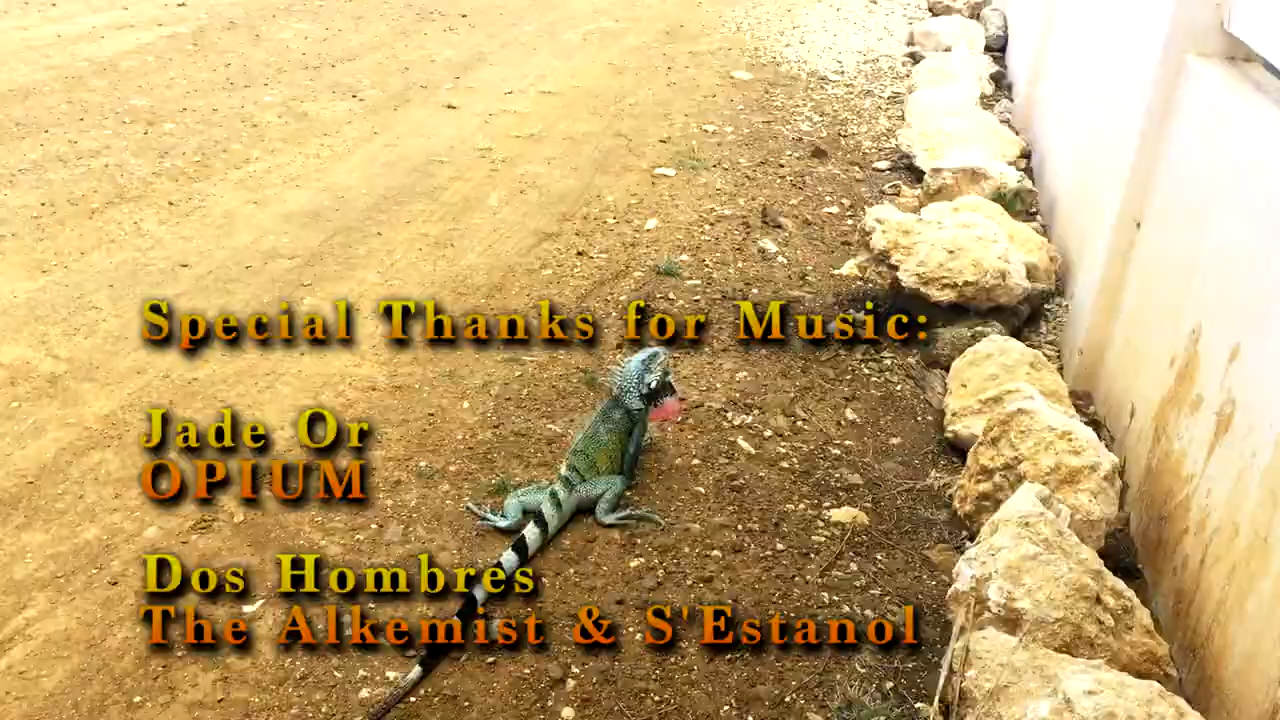 Special Thanks for Music:
Jade Or
OPIUM
Dos Hombres
The Alkemist & S'Estanol